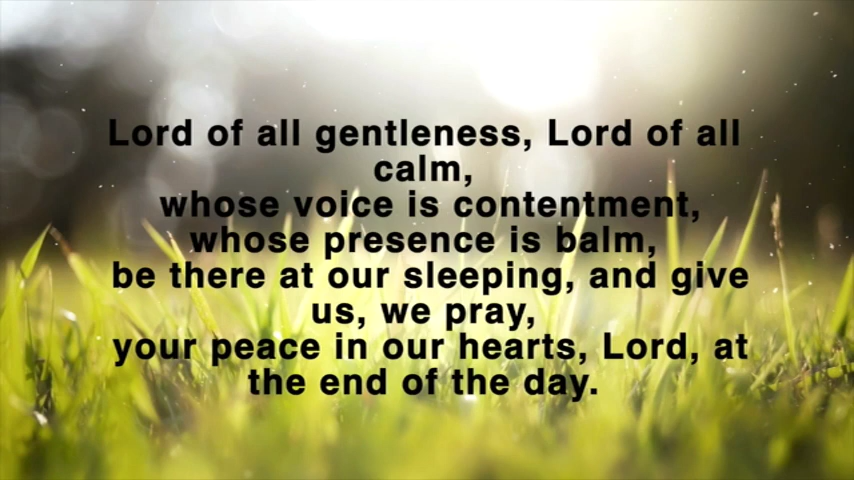 Lord of all gentleness, Lord of all
calm,
whose voice is contentment,
whose presence is balm,
be there at our sleeping, and give
us, we pray,
your peace in our hearts, Lord, at
the end of the day.